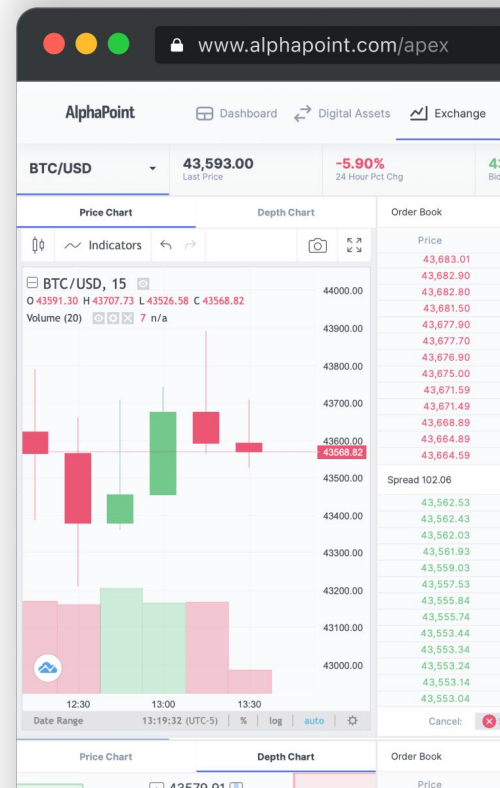 www.alphapoint.com/apex
AlphaPoint
Dashboard
Digital Assets
Exchange
BTC/USD
43,593.00
Last Price
-5.90%
24 Hour Pct Chg
Price Chart
Depth Chart
Order Book
Indicators
BTC/USD, 15
O 43591.30 H 43707.73 L 43526.58 C 43568.82
Volume (20) 7 n/a
44000.00
43900.00
43800.00
43700.00
43600.00
43568.82
43500.00
43400.00
43300.00
43200.00
43100.00
43000.00
12:30 13:00 13:30
Date Range 13:19:32 (UTC-5) % log auto
Price
43,683.01
43,682.90
43,682.80
43,681.50
43,677.90
43,677.70
43,676.90
43,675.00
43,671.59
43,671.49
43,668.89
43,664.89
43,664.59
Spread 102.06
43,562.53
43,562.43
43,562.03
43,561.93
43,559.03
43,557.53
43,555.84
43,555.74
43,553.44
43,553.34
43,553.24
43,553.14
43,553.04
Cancel:
Price Chart
Depth Chart
Order Book
43579.91
Price